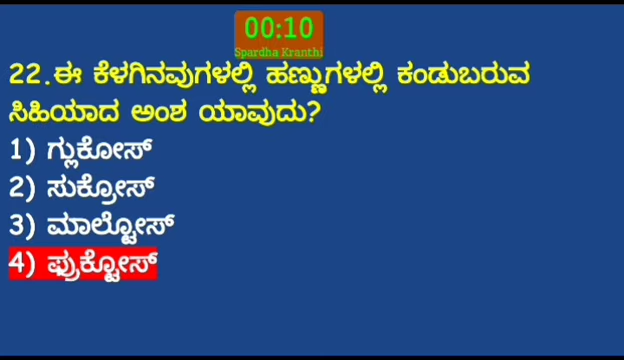 00:10
Spardha Kranthi
22.ಈ ಕೆಳಗಿನವುಗಳಲ್ಲಿ ಹಣ್ಣುಗಳಲ್ಲಿ ಕಂಡುಬರುವ
ಸಿಹಿಯಾದ ಅಂಶ ಯಾವುದು?
1) ಗ್ಲುಕೋಸ್
2) ಸುಕ್ರೋಸ್
3) ಮಾಲ್ಟೋಸ್
4) ಫ್ರುಕ್ಟೋಸ್